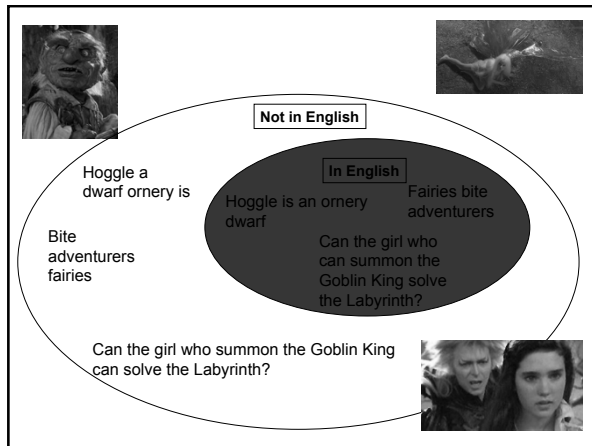 Not in English
Hoggle a
dwarf ornery is
In English
Hoggle is an ornery
dwarf
Fairies bite
adventurers
Bite
adventurers
fairies
Can the girl who
can summon the
Goblin King solve
the Labyrinth?
Can the girl who summon the Goblin King
can solve the Labyrinth?